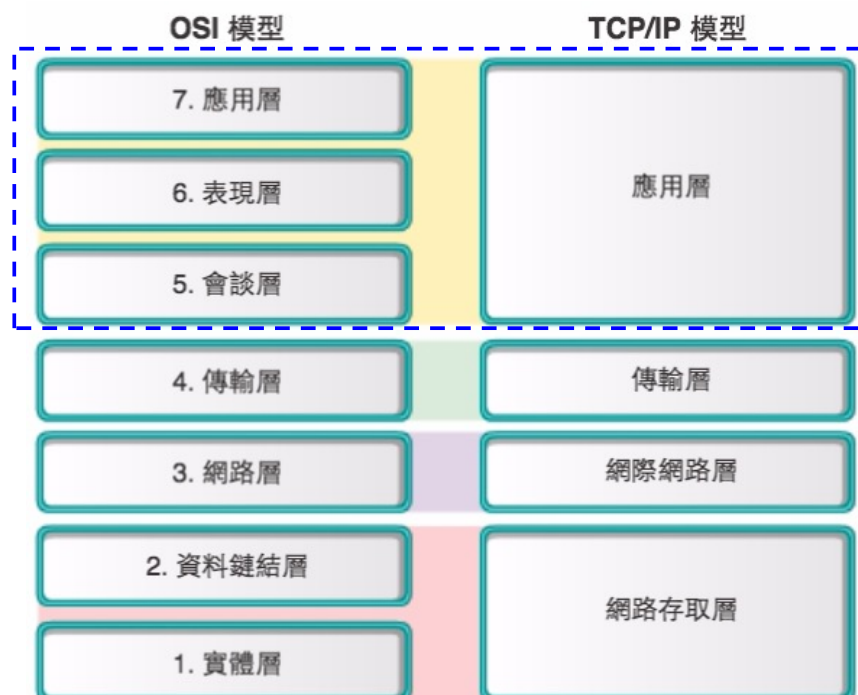 OSI 模型
TCP/IP 模型
7. 應用層
6. 表現層
5. 會談層
應用層
4. 傳輸層
傳輸層
3. 網路層
網際網路層
2. 資料鏈結層
1. 實體層
網路存取層